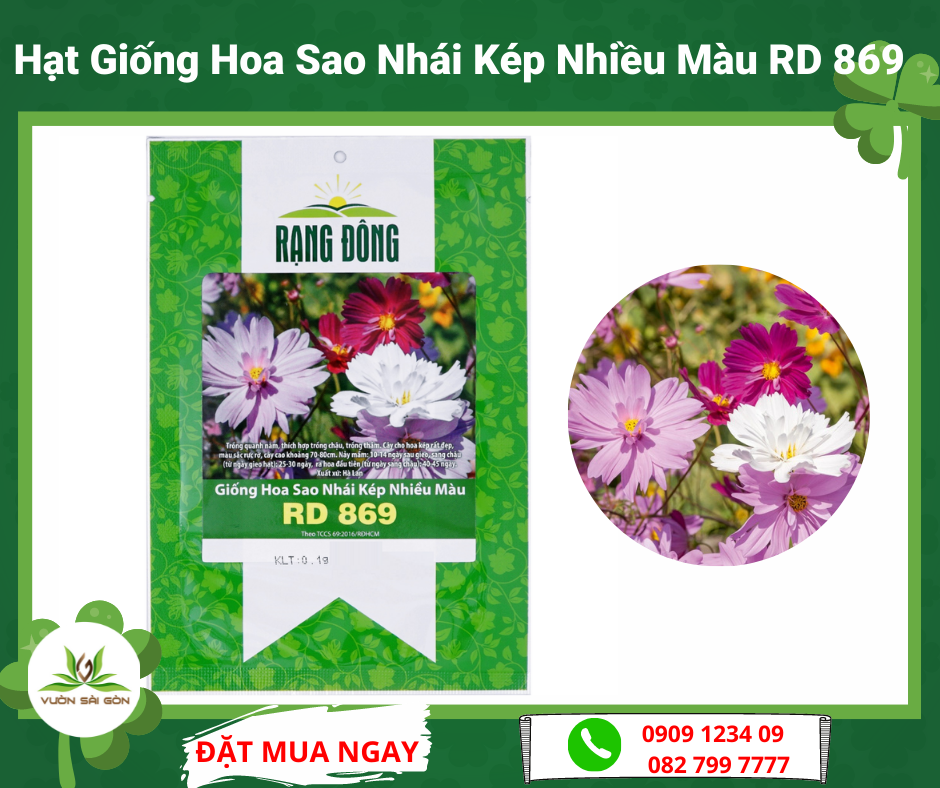 Hạt Giống Hoa Sao Nhái Kép Nhiều Màu RD 869
RẠNG ĐÔNG
Trồng quanh năm, thích hợp trồng chậu, trồng thảm. Cây cho hoa kép rất đẹp,
màu sắc rực rỡ, cây cao khoảng 70-80cm. Nảy mầm: 10-14 ngày sau gieo, sang chậu
(từ ngày gieo hạt): 25-30 ngày, ra hoa đầu tiên (từ ngày sang chậu): 40-45 ngày.
Xuất xứ: Hà Lan
Giống Hoa Sao Nhái Kép Nhiều Màu
RD 869
Theo TCCS 69:2016/RĐHCM
KLT:0.1g
VƯỜN SÀI GÒN
ĐẶT MUA NGAY
0909 1234 09
082 799 7777